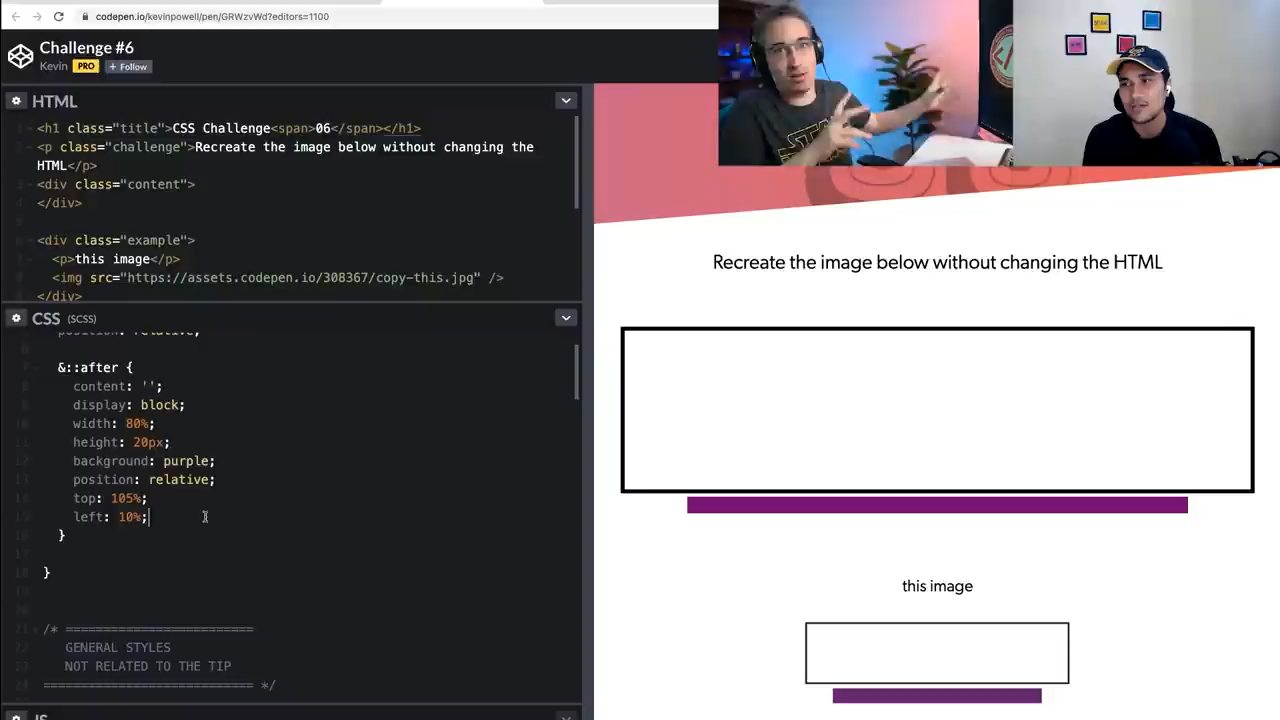 codepen.io/kevinpowell/pen/GRWzvWd?editors=1100
Challenge #6
Kevin PRO + Follow
HTML
<h1 class="title">CSS Challenge<span>06</span></h1>
<p class="challenge">Recreate the image below without changing the
HTML</p>
<div class="content">
</div>
<div class="example">
<p>this image</p>
<img src="https://assets.codepen.io/308367/copy-this.jpg" />
</div>
CSS (SCSS)
position: relative;
&::after {
content: '';
display: block;
width: 80%;
height: 20px;
background: purple;
position: relative;
top: 105%;
left: 10%;
}
}
/* =========================
GENERAL STYLES
NOT RELATED TO THE TIP
========================= */
Recreate the image below without changing the HTML
this image